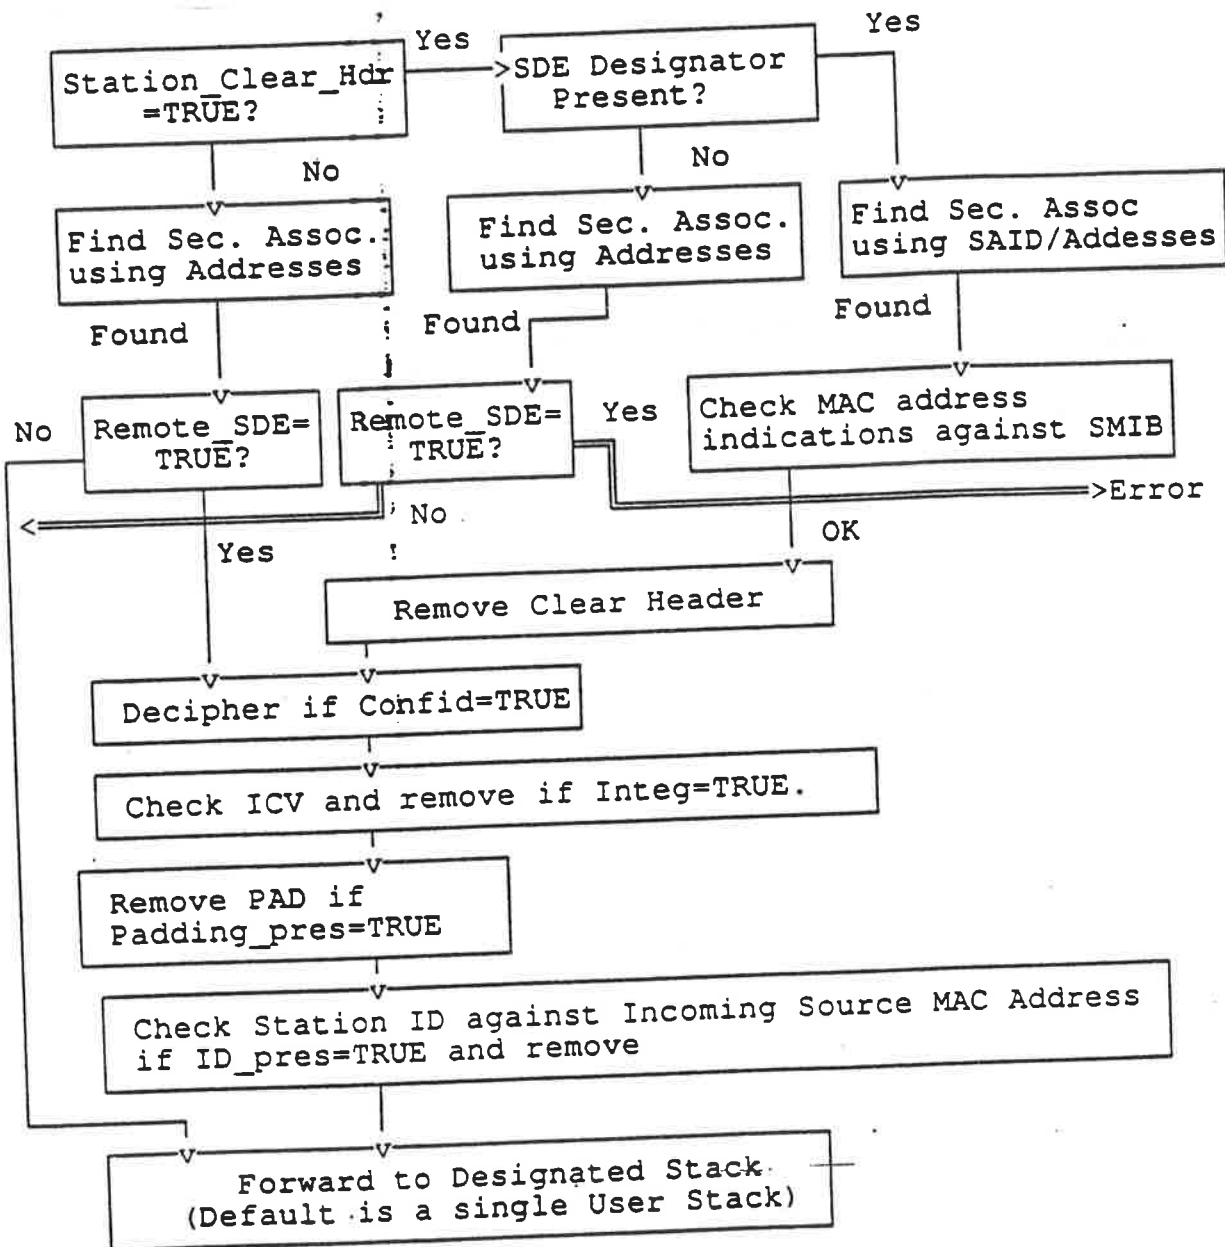 Yes
Yes
Station_Clear_Hdr
=TRUE?
>SDE Designator
Present?
No
No
Find Sec. Assoc.
using Addresses
Find Sec. Assoc.
using Addresses
Find Sec. Assoc
using SAID/Addesses
Found
Found
Found
No
Remote_SDE=
TRUE?
Remote_SDE=
TRUE?
Yes
Check MAC address
indications against SMIB
>Error
No
Yes
OK
Remove Clear Header
Decipher if Confid=TRUE
Check ICV and remove if Integ=TRUE.
Remove PAD if
Padding_pres=TRUE
Check Station ID against Incoming Source MAC Address
if ID_pres=TRUE and remove
Forward to Designated Stack
(Default is a single User Stack)